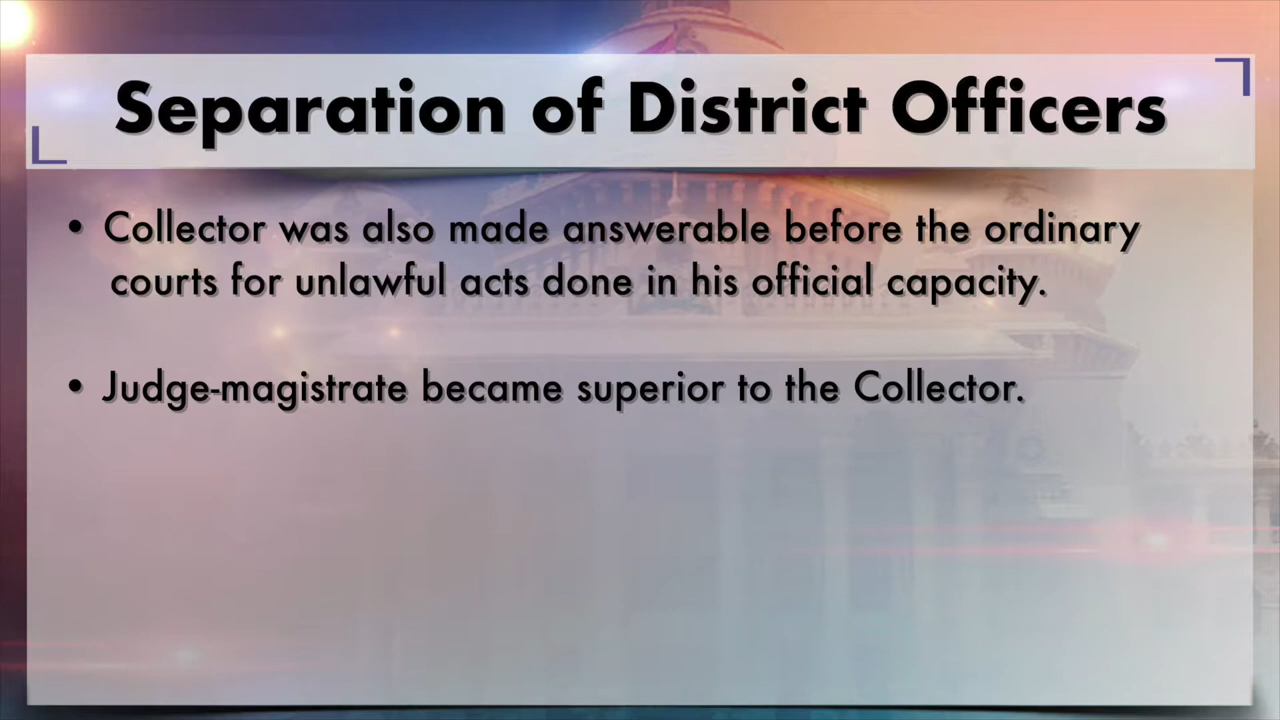 Separation of District Officers
• Collector was also made answerable before the ordinary
courts for unlawful acts done in his official capacity.
• Judge-magistrate became superior to the Collector.